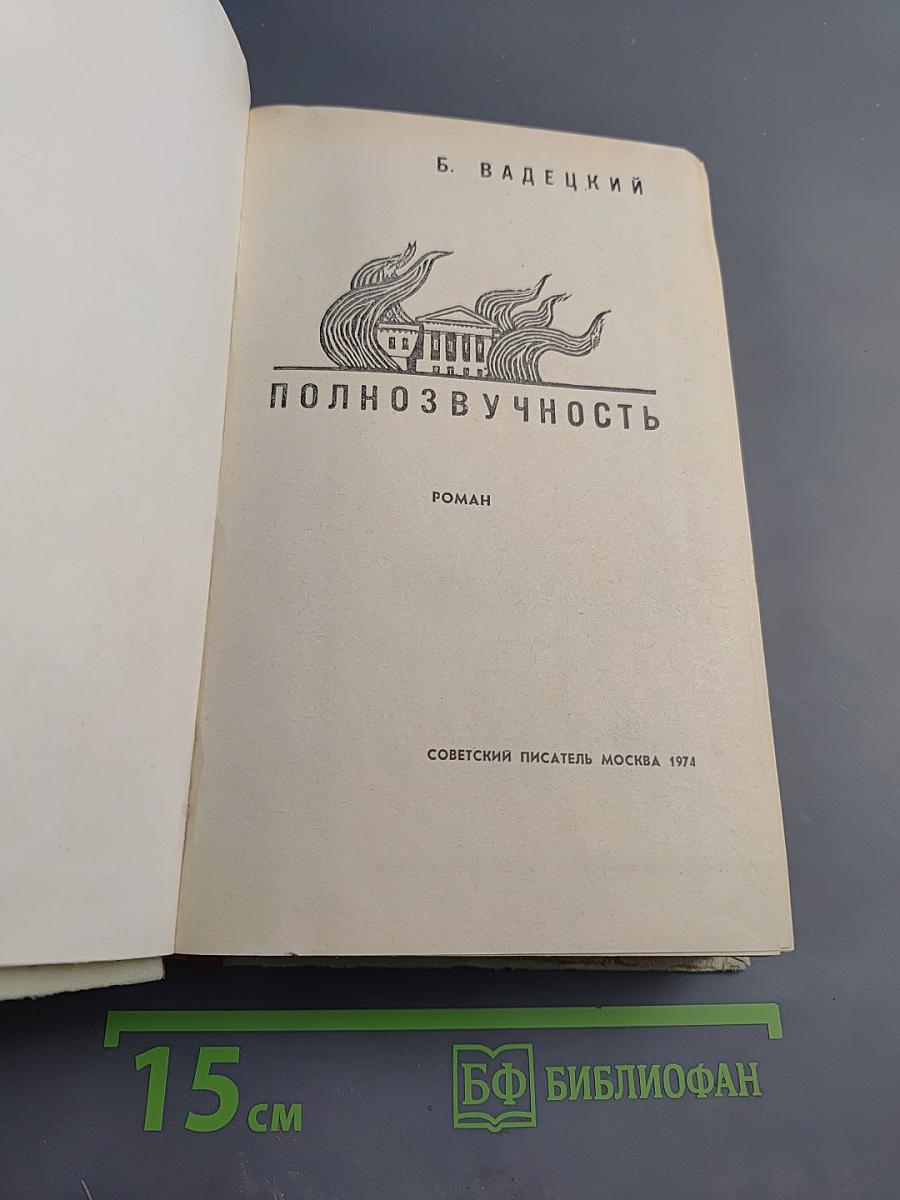 Б. ВАДЕЦКИЙ
ПОЛНОЗВУЧНОСТЬ
РОМАН
СОВЕТСКИЙ ПИСАТЕЛЬ МОСКВА 1974
15 см
БФ БИБЛИОФАН